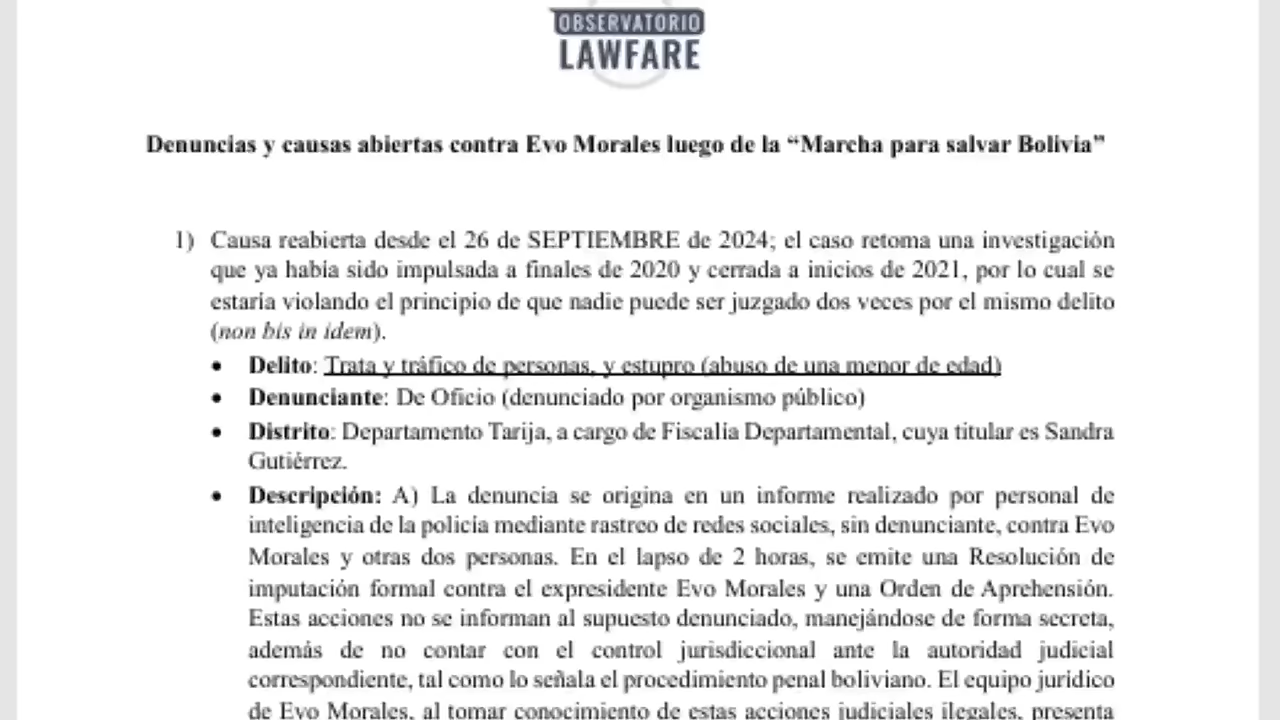 OBSERVATORIO
LAWFARE
Denuncias y causas abiertas contra Evo Morales luego de la “Marcha para salvar Bolivia”
1) Causa reabierta desde el 26 de SEPTIEMBRE de 2024; el caso retoma una investigación
que ya había sido impulsada a finales de 2020 y cerrada a inicios de 2021, por lo cual se
estaría violando el principio de que nadie puede ser juzgado dos veces por el mismo delito
(non bis in idem).
• Delito: Trata y tráfico de personas, y estupro (abuso de una menor de edad)
• Denunciante: De Oficio (denunciado por organismo público)
• Distrito: Departamento Tarija, a cargo de Fiscalía Departamental, cuya titular es Sandra
Gutiérrez.
• Descripción: A) La denuncia se origina en un informe realizado por personal de
inteligencia de la policía mediante rastreo de redes sociales, sin denunciante, contra Evo
Morales y otras dos personas. En el lapso de 2 horas, se emite una Resolución de
imputación formal contra el expresidente Evo Morales y una Orden de Aprehensión.
Estas acciones no se informan al supuesto denunciado, manejándose de forma secreta,
además de no contar con el control jurisdiccional ante la autoridad judicial
correspondiente, tal como lo señala el procedimiento penal boliviano. El equipo jurídico
de Evo Morales, al tomar conocimiento de estas acciones judiciales ilegales, presenta